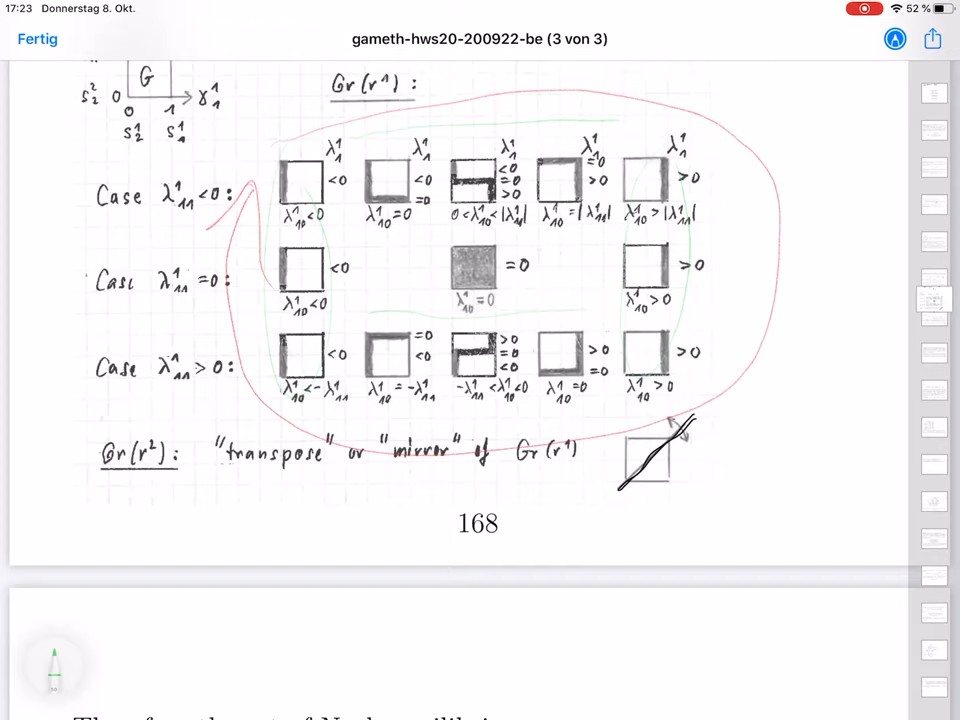 17:23 Donnerstag 8. Okt. 52 %
Fertig gameth-hws20-200922-be (3 von 3)
G
s²₂ 0 → γ¹₁
0 1
s¹₂ s¹₁
Gr(r¹):
λ¹₁ λ¹₁ λ¹₁ λ¹₁ λ¹₁
Case λ¹₁₁ < 0: <0 <0 =0 <0 =0 >0 =0 >0 >0
λ¹₁₀ < 0 λ¹₁₀ = 0 0 < λ¹₁₀ < |λ¹₁₁| λ¹₁₀ = |λ¹₁₁| λ¹₁₀ > |λ¹₁₁|
Case λ¹₁₁ = 0: <0 =0 >0
λ¹₁₀ < 0 λ¹₁₀ = 0 λ¹₁₀ > 0
Case λ¹₁₁ > 0: <0 =0 <0 >0 =0 <0 >0 =0 >0
λ¹₁₀ < -λ¹₁₁ λ¹₁₀ = -λ¹₁₁ -λ¹₁₁ < λ¹₁₀ < 0 λ¹₁₀ = 0 λ¹₁₀ > 0
Gr(r²): "transpose" or "mirror" of Gr(r¹)
168